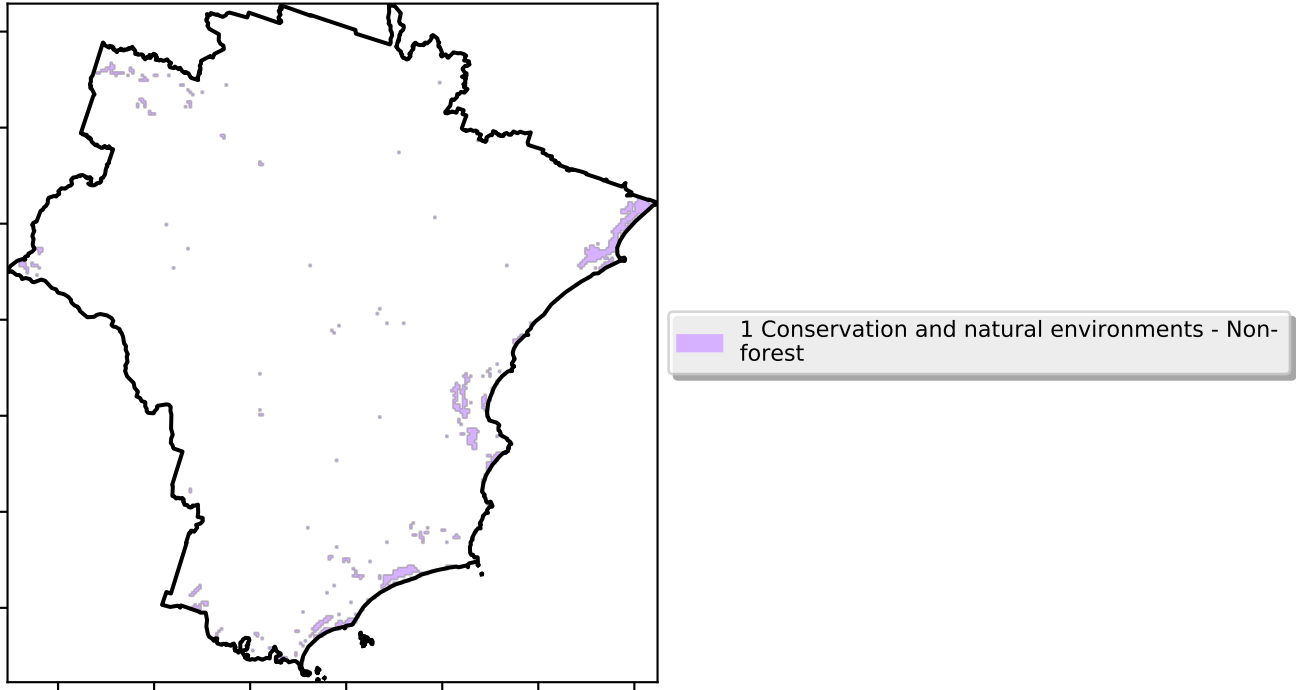 1 Conservation and natural environments - Non-
forest